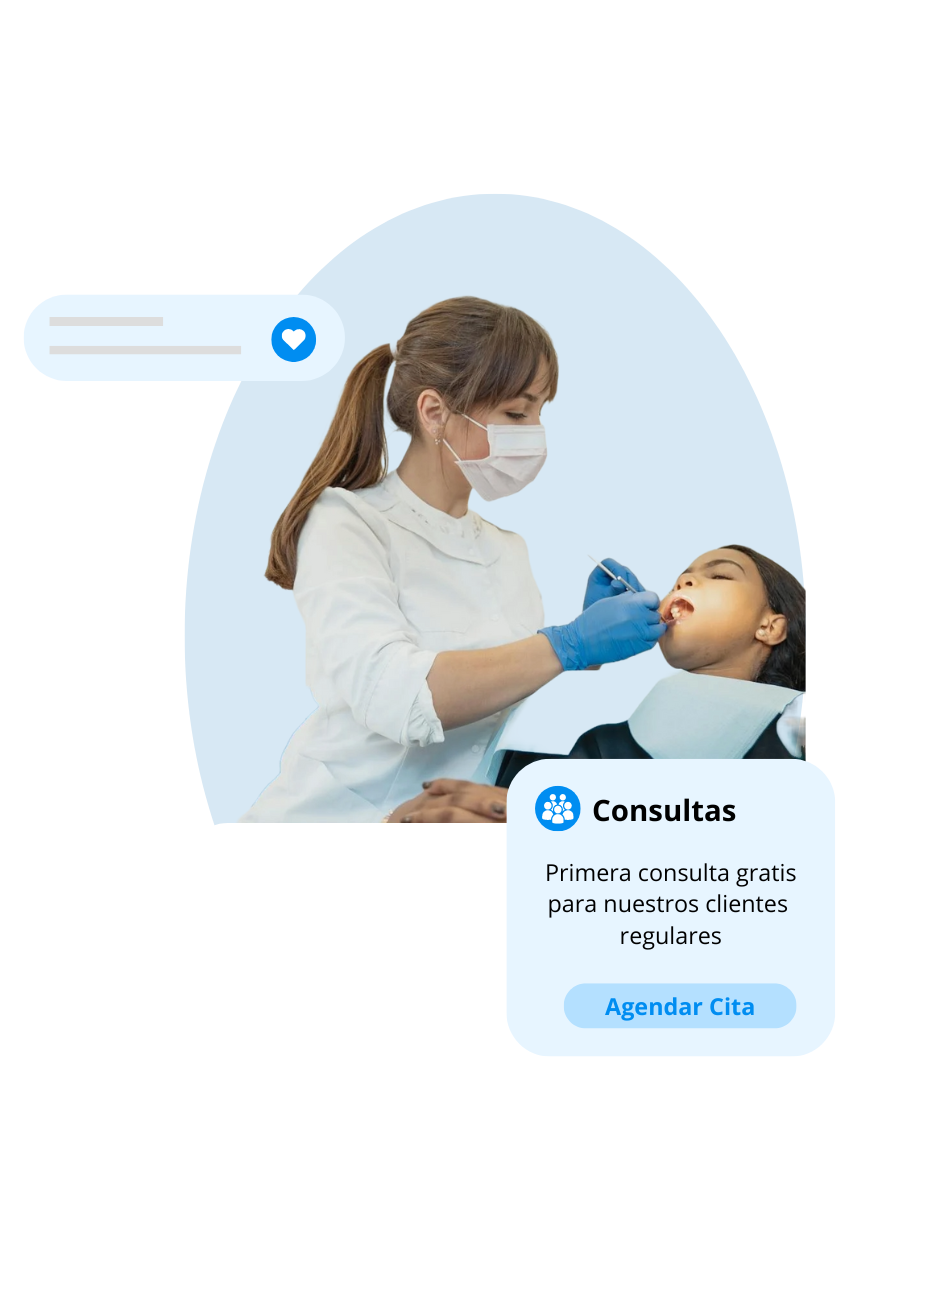 Consultas
Primera consulta gratis
para nuestros clientes
regulares
Agendar Cita